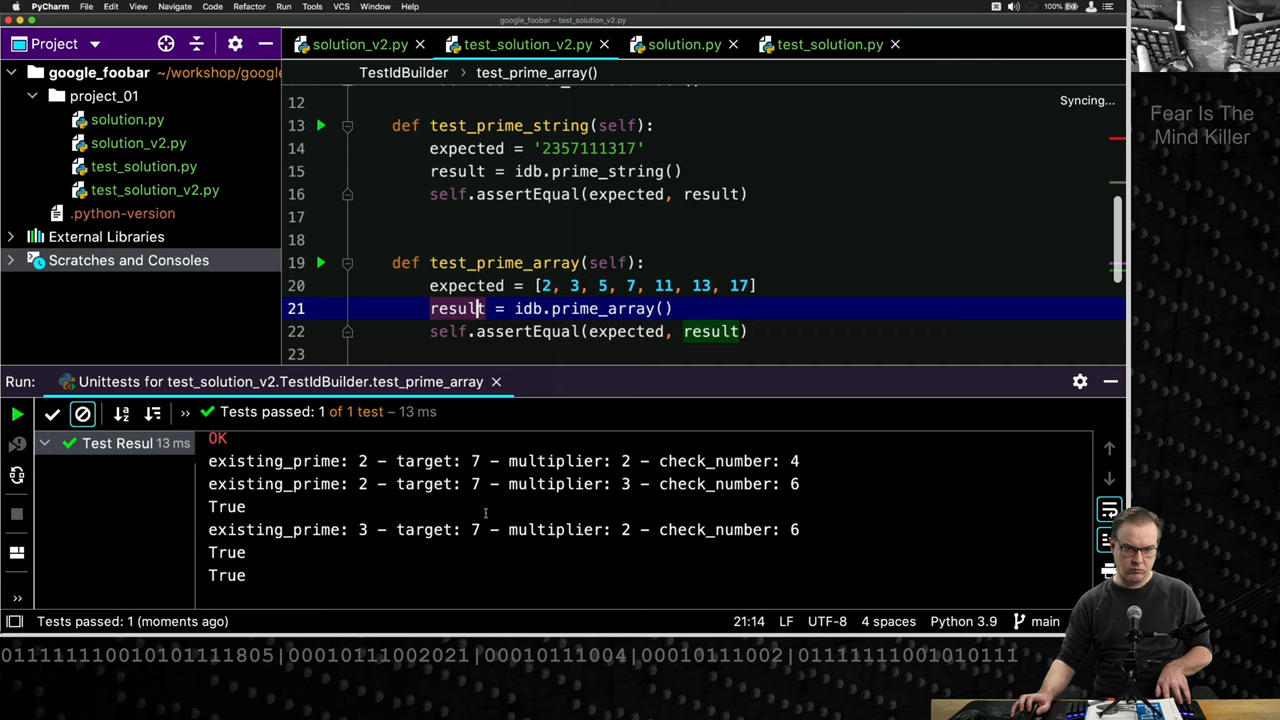 PyCharm File Edit View Navigate Code Refactor Run Tools VCS Window Help 100%
google_foobar – test_solution_v2.py
Project solution_v2.py test_solution_v2.py solution.py test_solution.py
google_foobar ~/workshop/google
TestIdBuilder test_prime_array()
project_01
solution.py
solution_v2.py
test_solution.py
test_solution_v2.py
.python-version
External Libraries
Scratches and Consoles
Syncing...
12
13 def test_prime_string(self):
14 expected = '2357111317'
15 result = idb.prime_string()
16 self.assertEqual(expected, result)
17
18
19 def test_prime_array(self):
20 expected = [2, 3, 5, 7, 11, 13, 17]
21 result = idb.prime_array()
22 self.assertEqual(expected, result)
23
Fear Is The
Mind Killer
Run: Unittests for test_solution_v2.TestIdBuilder.test_prime_array
Tests passed: 1 of 1 test – 13 ms
Test Resul 13 ms
OK
existing_prime: 2 - target: 7 - multiplier: 2 - check_number: 4
existing_prime: 2 - target: 7 - multiplier: 3 - check_number: 6
True
existing_prime: 3 - target: 7 - multiplier: 2 - check_number: 6
True
True
Tests passed: 1 (moments ago) 21:14 LF UTF-8 4 spaces Python 3.9 main
011111110010101111805|00010111002021|00010111004|00010111002|01111111001010111